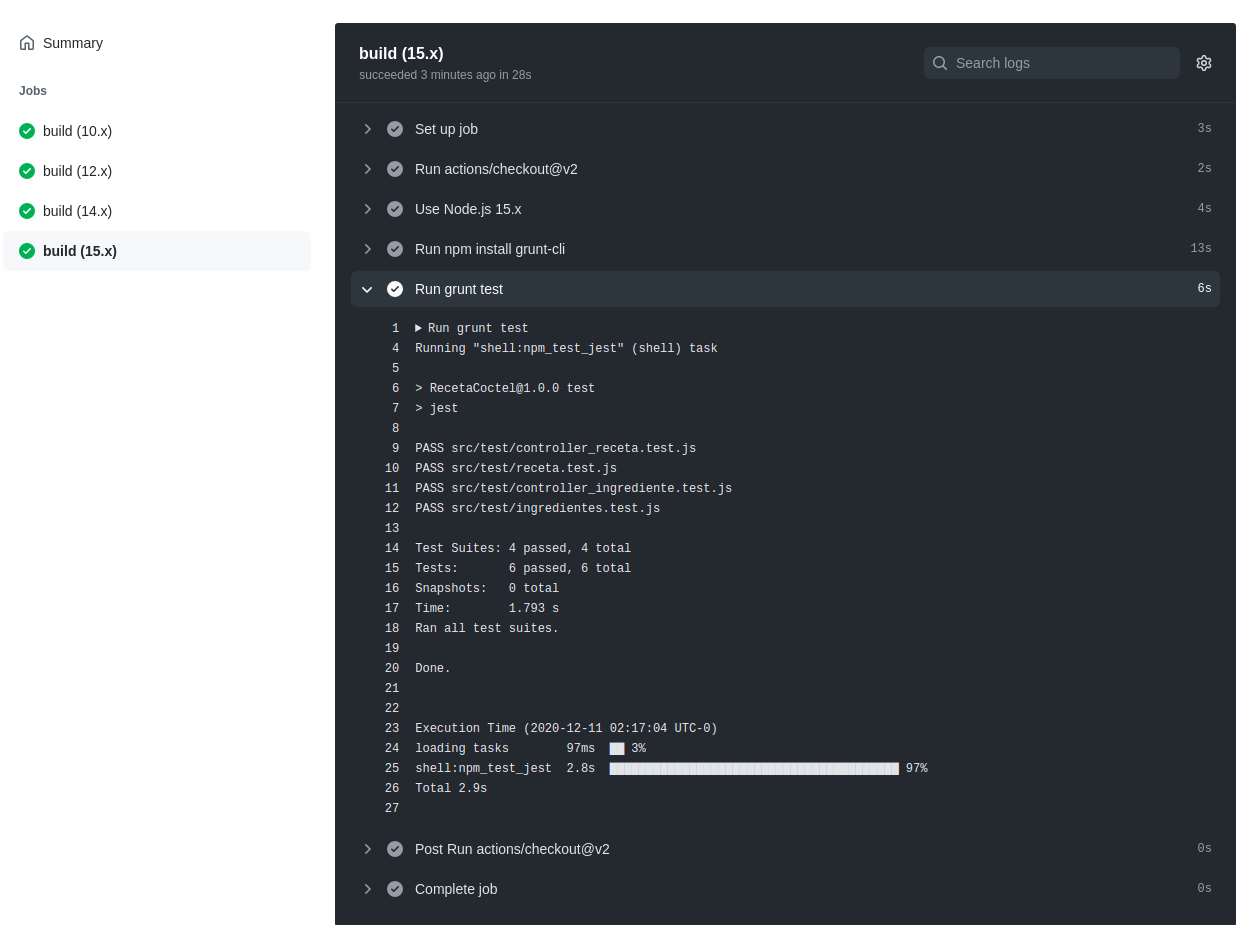 Summary
Jobs
build (10.x)
build (12.x)
build (14.x)
build (15.x)
build (15.x)
succeeded 3 minutes ago in 28s
Search logs
Set up job 3s
Run actions/checkout@v2 2s
Use Node.js 15.x 4s
Run npm install grunt-cli 13s
Run grunt test 6s
1 ▶ Run grunt test
4 Running "shell:npm_test_jest" (shell) task
5
6 > RecetaCoctel@1.0.0 test
7 > jest
8
9 PASS src/test/controller_receta.test.js
10 PASS src/test/receta.test.js
11 PASS src/test/controller_ingrediente.test.js
12 PASS src/test/ingredientes.test.js
13
14 Test Suites: 4 passed, 4 total
15 Tests:       6 passed, 6 total
16 Snapshots:   0 total
17 Time:        1.793 s
18 Ran all test suites.
19
20 Done.
21
22
23 Execution Time (2020-12-11 02:17:04 UTC-0)
24 loading tasks        97ms  ██ 3%
25 shell:npm_test_jest  2.8s  ████████████████████████████████████████ 97%
26 Total 2.9s
27
Post Run actions/checkout@v2 0s
Complete job 0s